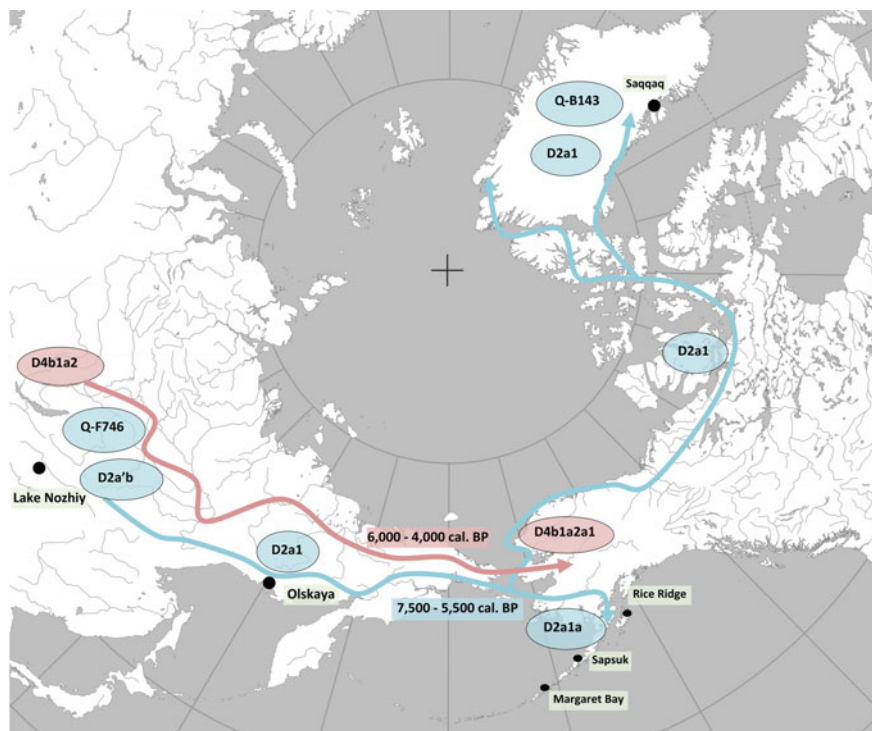 Saqqaq
Q-B143
D2a1
D2a1
D4b1a2
Q-F746
D2a'b
Lake Nozhiy
D2a1
Olskaya
6,000 - 4,000 cal. BP
D4b1a2a1
7,500 - 5,500 cal. BP
Rice Ridge
D2a1a
Sapsuk
Margaret Bay